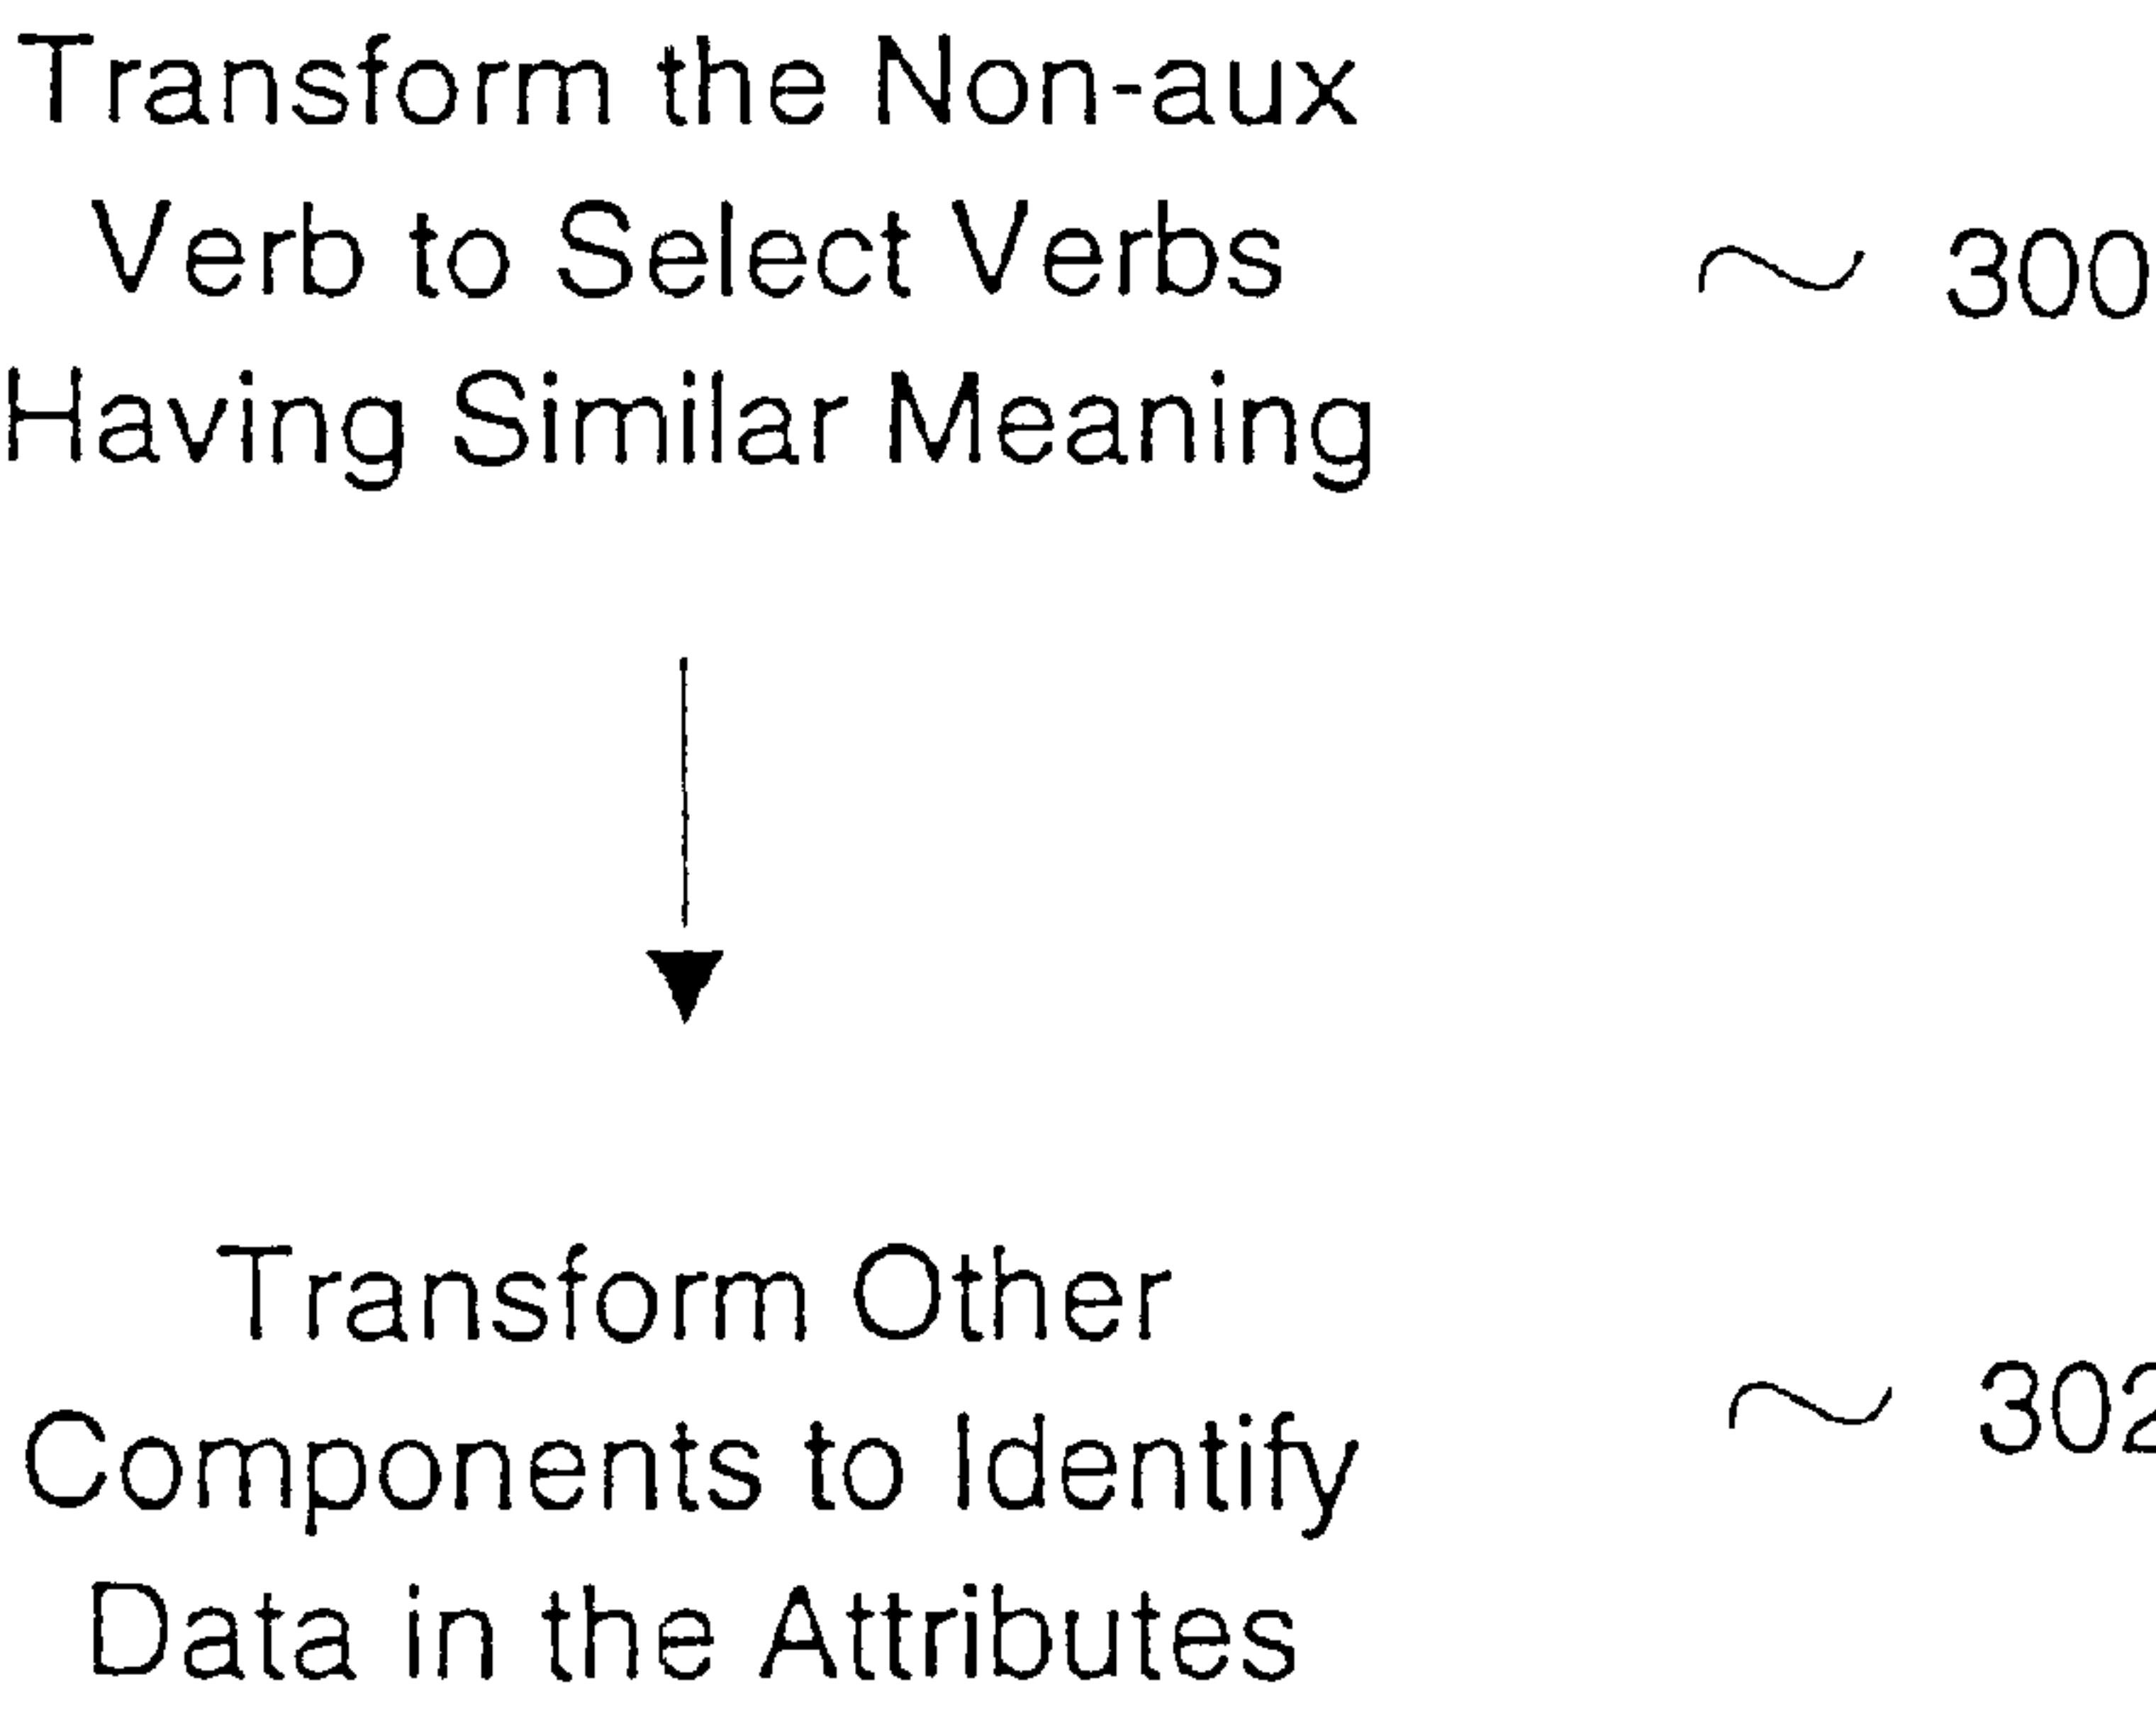 Transform the Non-aux
Verb to Select Verbs
300
Having Similar Meaning
Transform Other
Components to Identify
302
Data in the Attributes